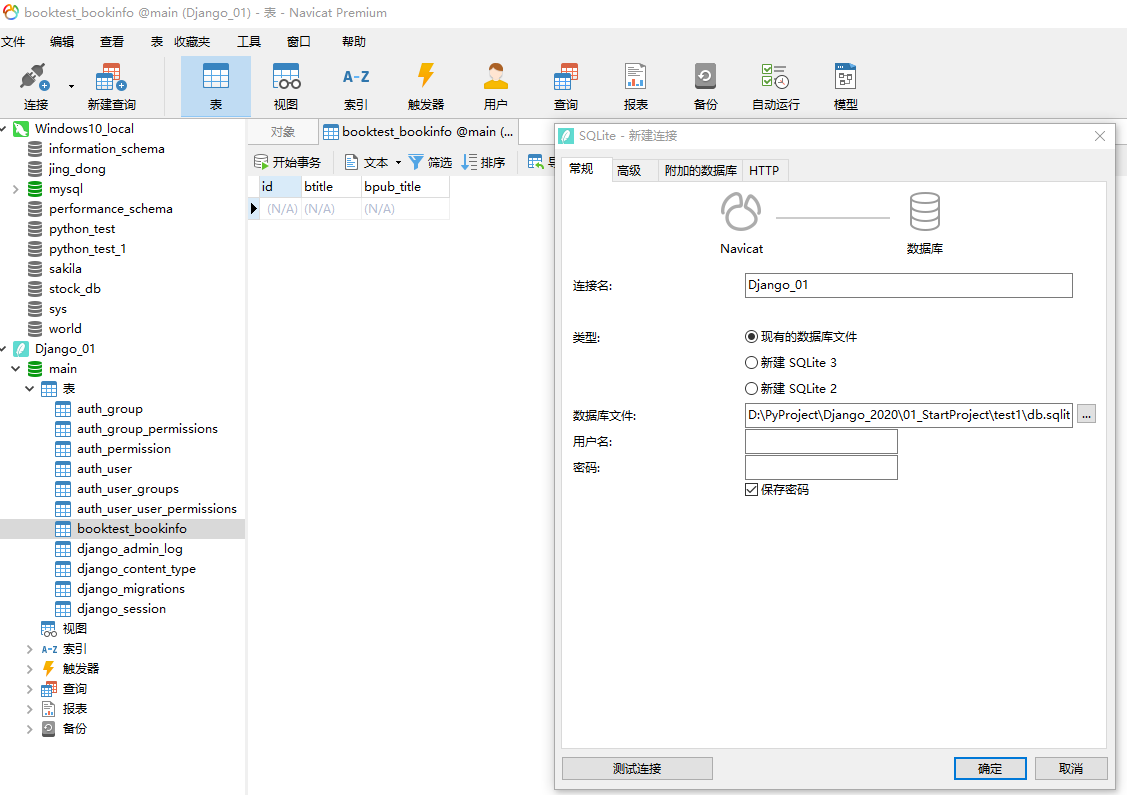 booktest_bookinfo @main (Django_01) - 表 - Navicat Premium
文件 编辑 查看 表 收藏夹 工具 窗口 帮助
连接 新建查询 表 视图 A-Z 索引 触发器 用户 查询 报表 备份 自动运行 模型
Windows10_local
information_schema
jing_dong
mysql
performance_schema
python_test
python_test_1
sakila
stock_db
sys
world
Django_01
main
表
auth_group
auth_group_permissions
auth_permission
auth_user
auth_user_groups
auth_user_user_permissions
booktest_bookinfo
django_admin_log
django_content_type
django_migrations
django_session
视图
A-Z 索引
触发器
查询
报表
备份
对象 booktest_bookinfo @main (...
开始事务 文本 筛选 排序
id btitle bpub_title
(N/A) (N/A) (N/A)
SQLite - 新建连接
常规 高级 附加的数据库 HTTP
Navicat 数据库
连接名: Django_01
类型: 现有的数据库文件
新建 SQLite 3
新建 SQLite 2
数据库文件: D:\PyProject\Django_2020\01_StartProject\test1\db.sqlit ...
用户名:
密码:
保存密码
测试连接 确定 取消